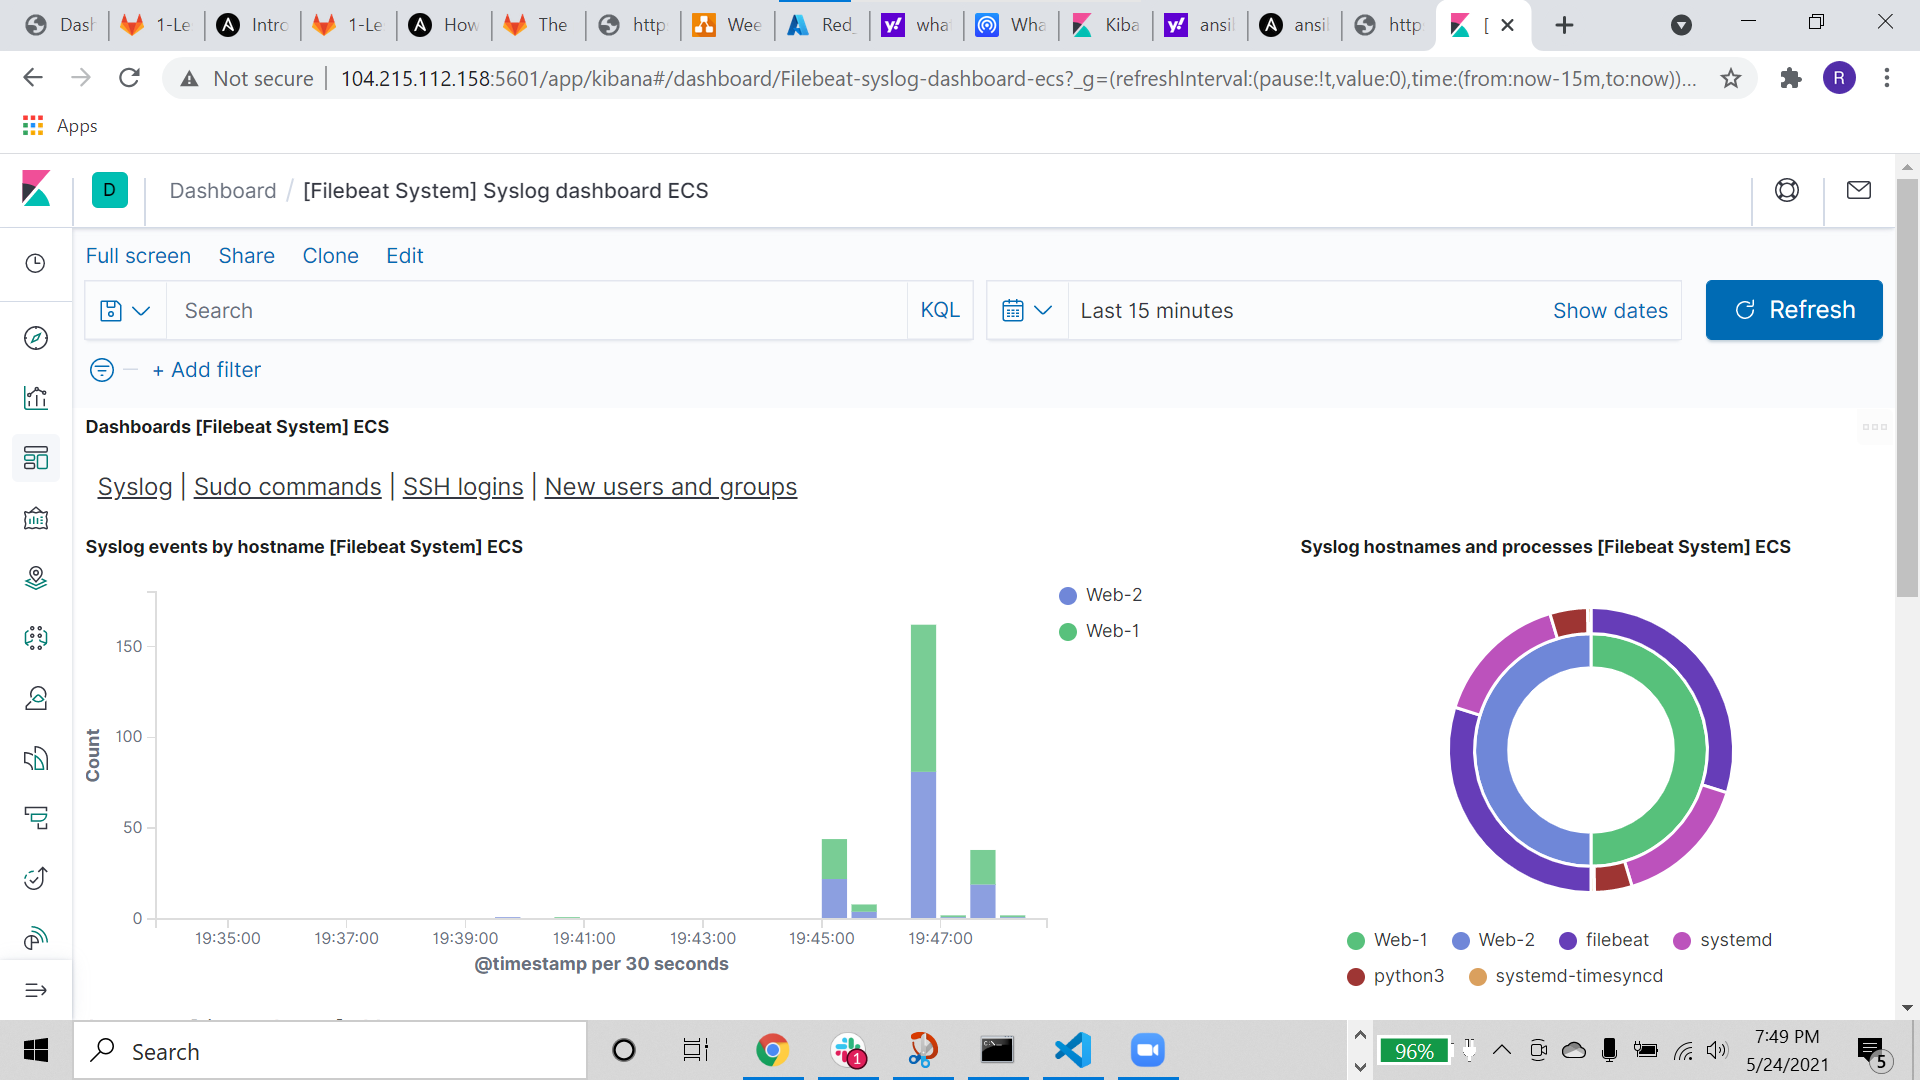 Dash 1-Le Intro 1-Le How The http Wee Red_ wha Wha Kiba ansil ansil http [
Not secure 104.215.112.158:5601/app/kibana#/dashboard/Filebeat-syslog-dashboard-ecs?_g=(refreshInterval:(pause:!t,value:0),time:(from:now-15m,to:now))... R
Apps
D Dashboard / [Filebeat System] Syslog dashboard ECS
Full screen Share Clone Edit
Search KQL Last 15 minutes Show dates Refresh
+ Add filter
Dashboards [Filebeat System] ECS
Syslog | Sudo commands | SSH logins | New users and groups
Syslog events by hostname [Filebeat System] ECS
Syslog hostnames and processes [Filebeat System] ECS
Web-2
Web-1
150
100
50
0
Count
19:35:00 19:37:00 19:39:00 19:41:00 19:43:00 19:45:00 19:47:00
@timestamp per 30 seconds
Web-1 Web-2 filebeat systemd
python3 systemd-timesyncd
Search 1 96% 7:49 PM
5/24/2021 5